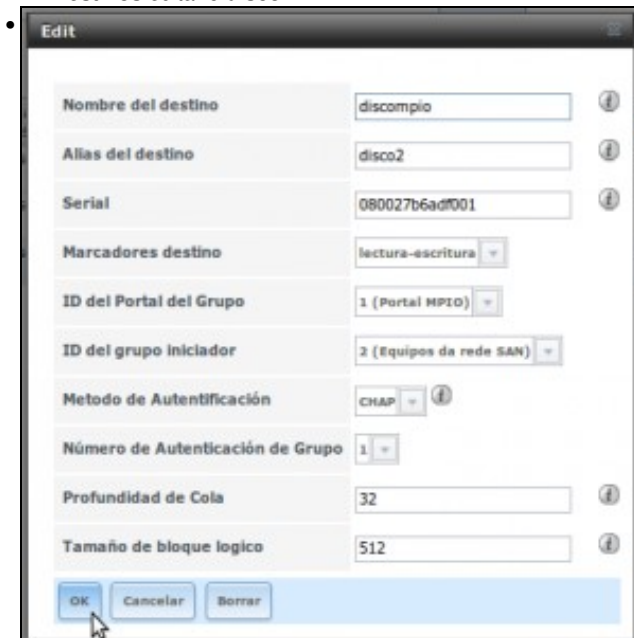 Edit
Nombre del destino discompio
Alias del destino disco2
Serial 080027b6adf001
Marcadores destino lectura-escritura
ID del Portal del Grupo 1 (Portal MPIO)
ID del grupo iniciador 2 (Equipos da rede SAN)
Metodo de Autentificación CHAP
Número de Autenticación de Grupo 1
Profundidad de Cola 32
Tamaño de bloque logico 512
OK Cancelar Borrar